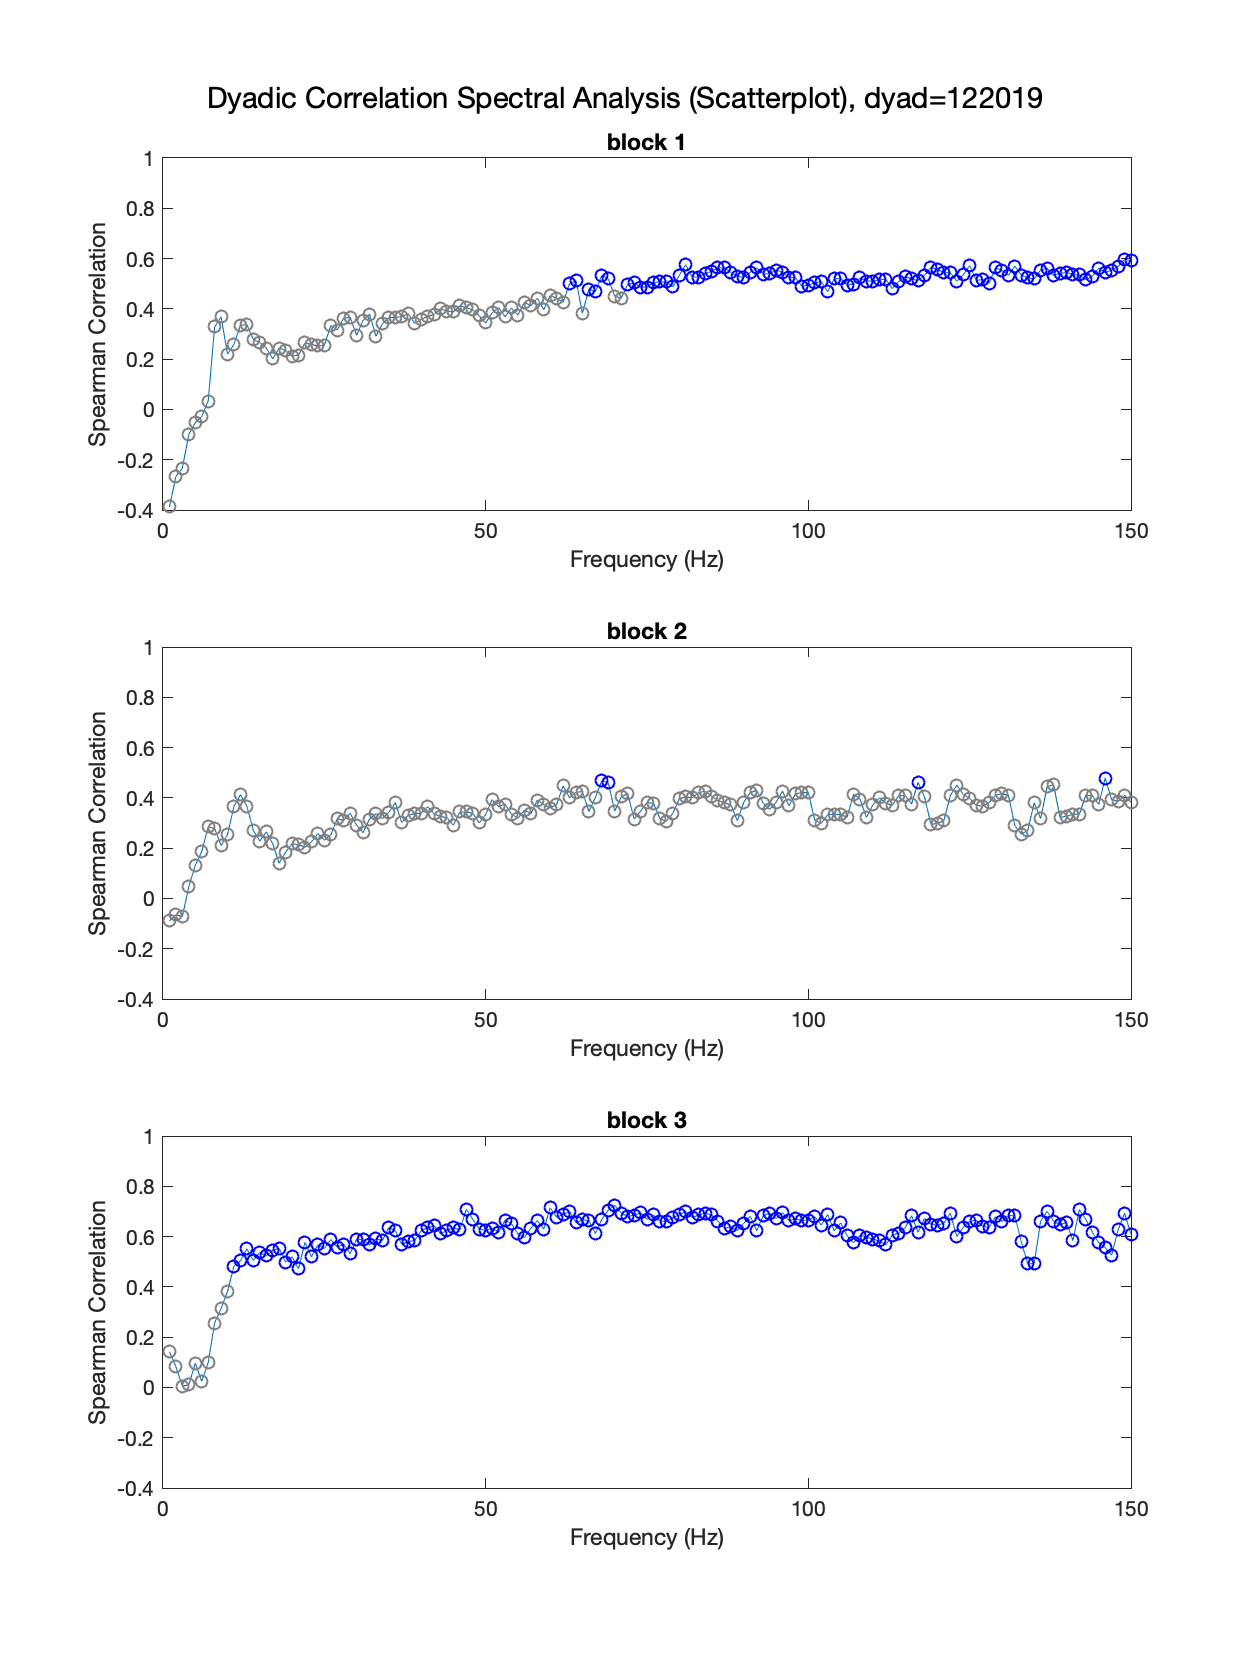 Dyadic Correlation Spectral Analysis (Scatterplot), dyad=122019
block 1
1
0.8
0.6
0.4
0.2
0
-0.2
-0.4
Spearman Correlation
0 50 100 150
Frequency (Hz)
block 2
1
0.8
0.6
0.4
0.2
0
-0.2
-0.4
Spearman Correlation
0 50 100 150
Frequency (Hz)
block 3
1
0.8
0.6
0.4
0.2
0
-0.2
-0.4
Spearman Correlation
0 50 100 150
Frequency (Hz)